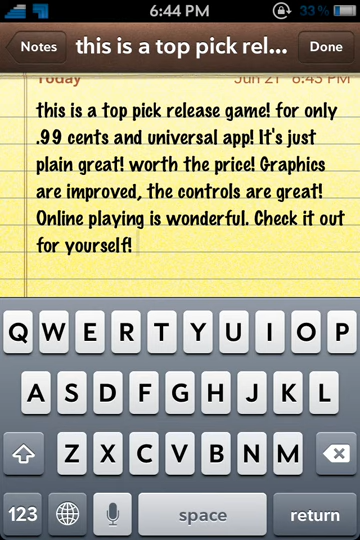 6:44 PM 33%
Notes this is a top pick rel... Done
Today Jun 21 6:43 PM
this is a top pick release game! for only
.99 cents and universal app! It's just
plain great! worth the price! Graphics
are improved, the controls are great!
Online playing is wonderful. Check it out
for yourself!
Q W E R T Y U I O P
A S D F G H J K L
Z X C V B N M
123 space return